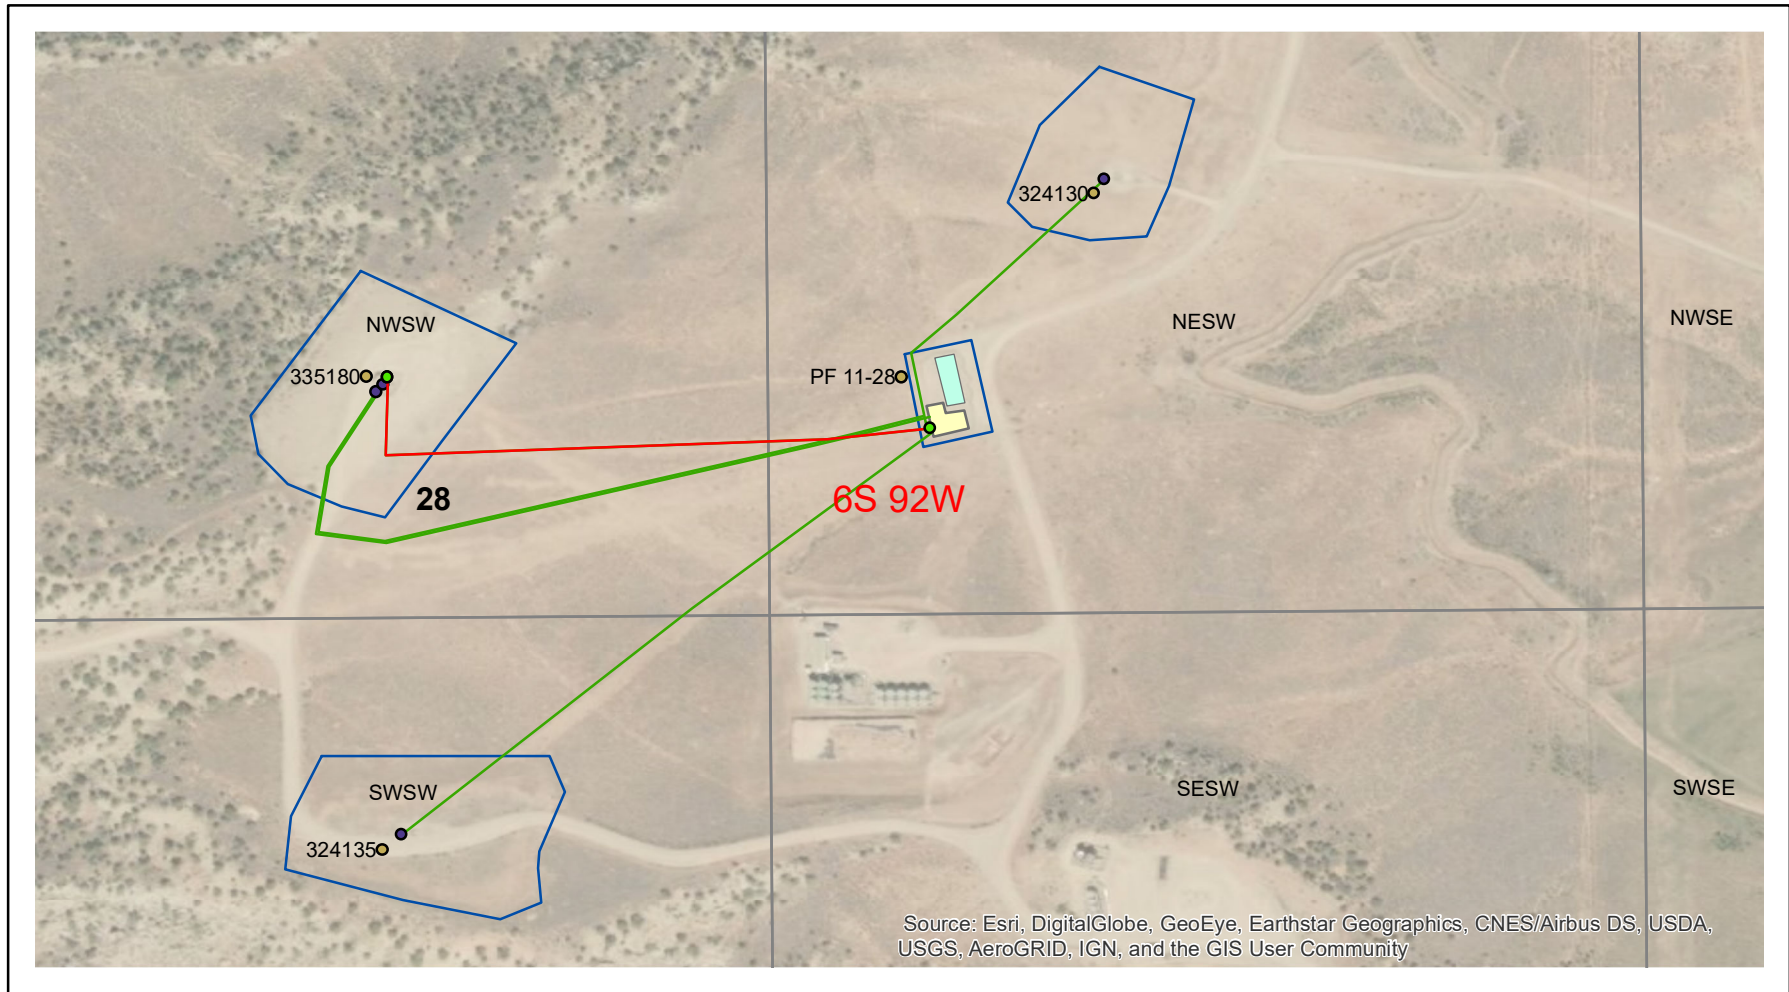 324130
NWSW
NESW
NWSE
335180
PF 11-28
28
6S 92W
SWSW
SESW
SWSE
324135
Source: Esri, DigitalGlobe, GeoEye, Earthstar Geographics, CNES/Airbus DS, USDA,
USGS, AeroGRID, IGN, and the GIS User Community